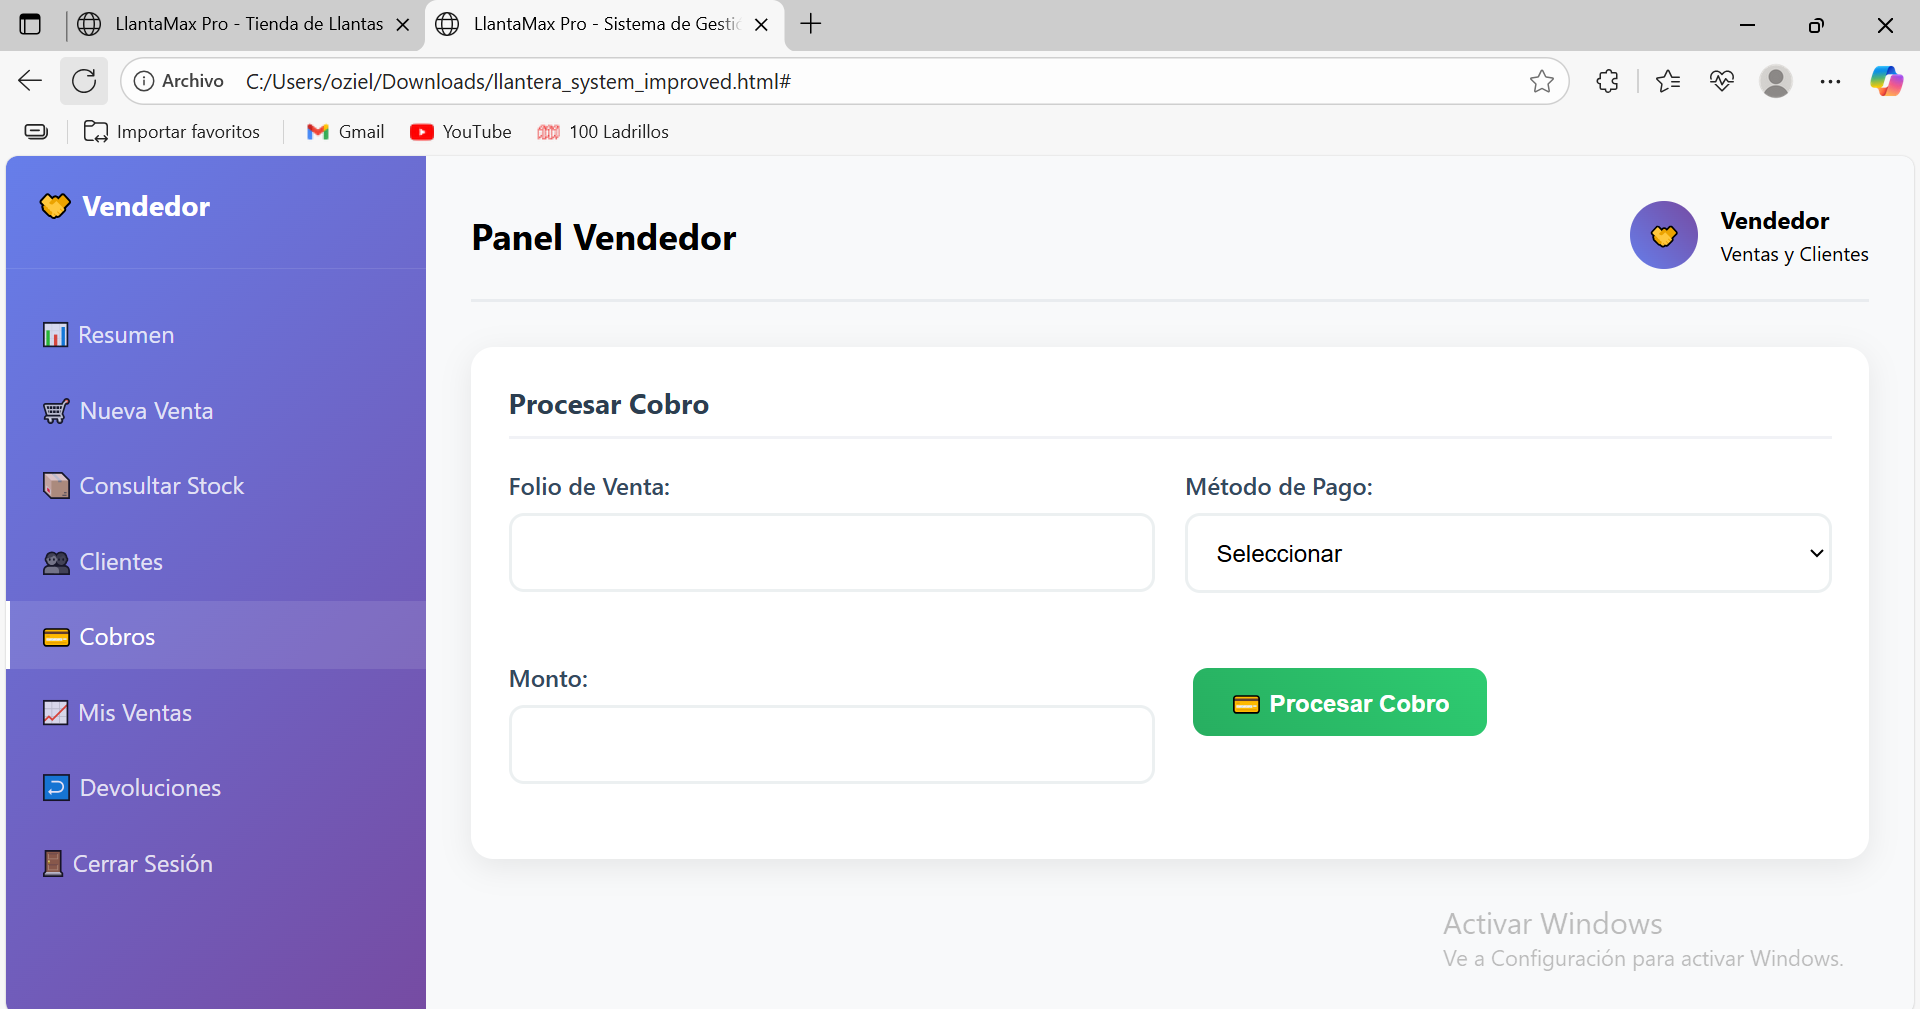 LlantaMax Pro - Tienda de Llantas
LlantaMax Pro - Sistema de Gesti
Archivo
C:/Users/oziel/Downloads/llantera_system_improved.html#
Importar favoritos
Gmail
YouTube
100 Ladrillos
Vendedor
Resumen
Nueva Venta
Consultar Stock
Clientes
Cobros
Mis Ventas
Devoluciones
Cerrar Sesión
Panel Vendedor
Vendedor
Ventas y Clientes
Procesar Cobro
Folio de Venta:
Método de Pago:
Seleccionar
Monto:
Procesar Cobro
Activar Windows
Ve a Configuración para activar Windows.